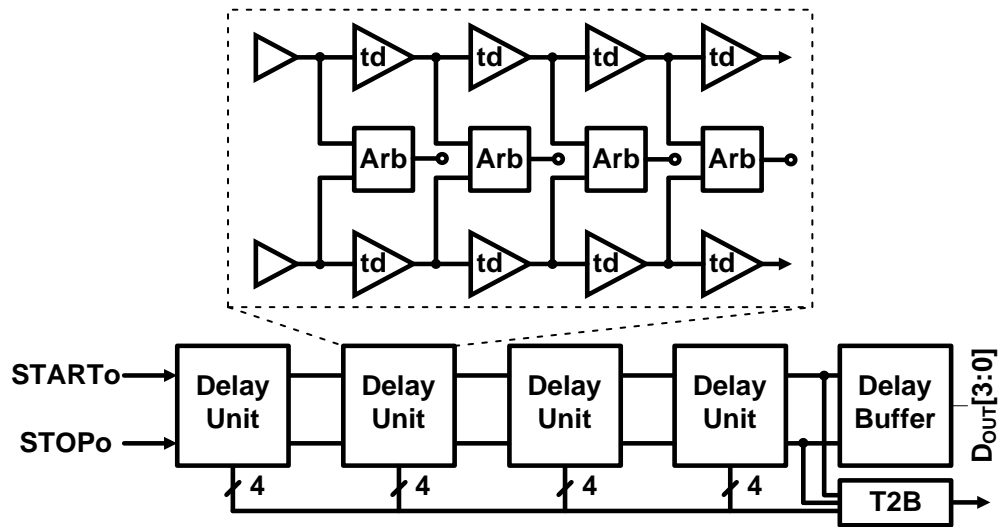 td td td td
Arb Arb Arb Arb
td td td td
STARTo
STOPo
Delay Unit
Delay Unit
Delay Unit
Delay Unit
Delay Buffer
D_OUT[3:0]
4 4 4 4
T2B